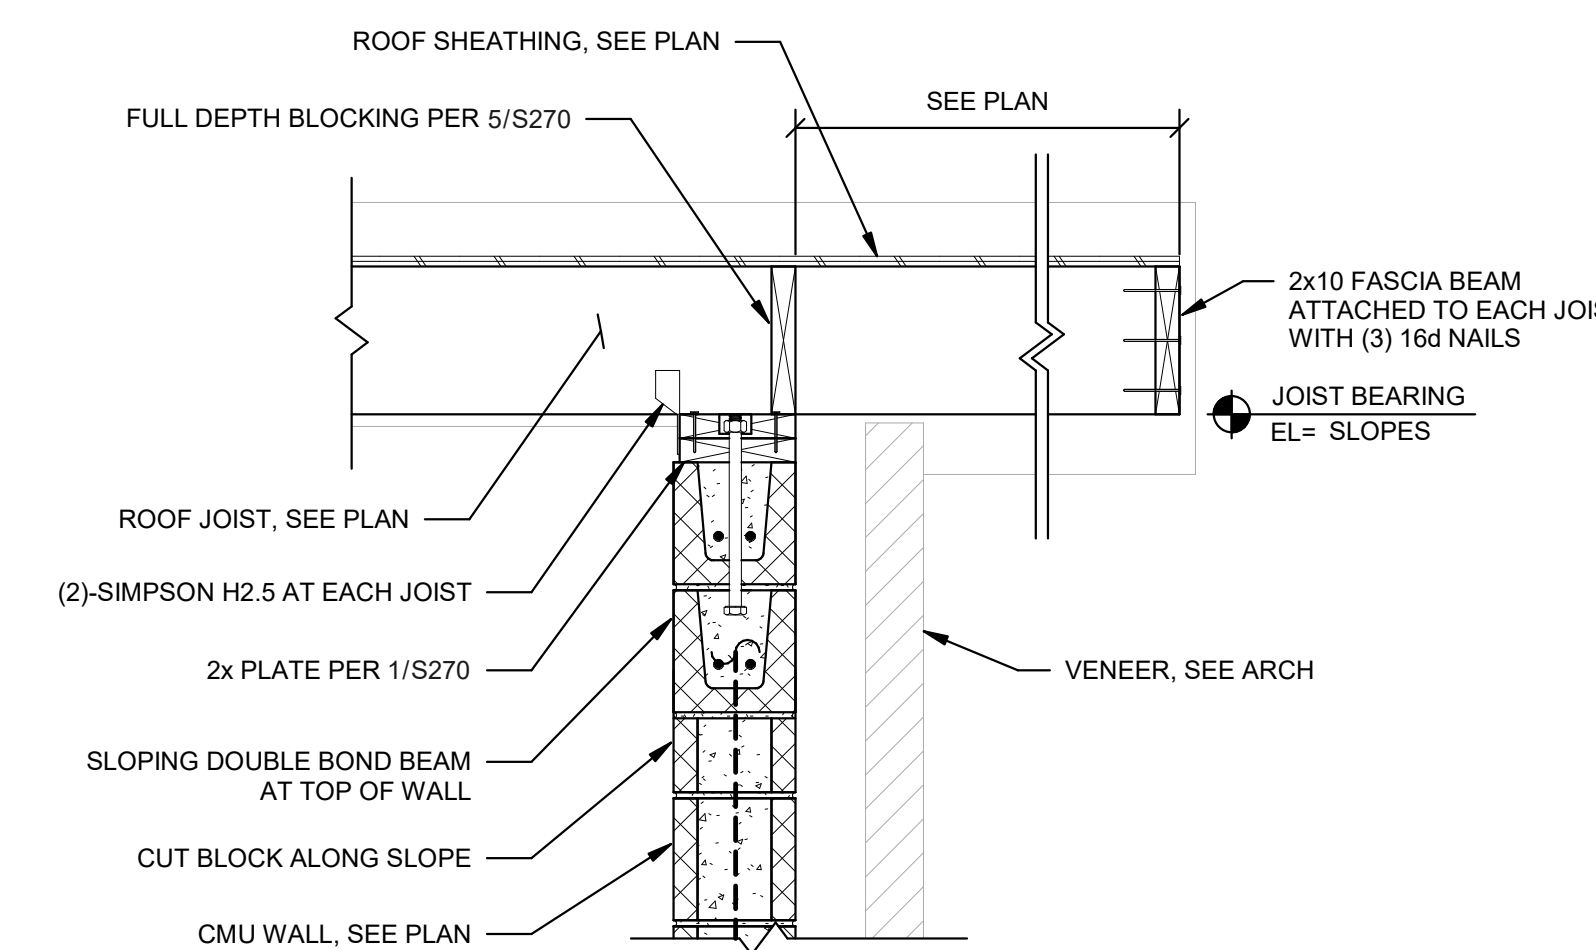 ROOF SHEATHING, SEE PLAN
SEE PLAN
FULL DEPTH BLOCKING PER 5/S270
2x10 FASCIA BEAM
ATTACHED TO EACH
WITH (3) 16d NAILS
JOIST BEARING
EL= SLOPES
ROOF JOIST, SEE PLAN
(2)-SIMPSON H2.5 AT EACH JOIST
2x PLATE PER 1/S270
VENEER, SEE ARCH
SLOPING DOUBLE BOND BEAM
AT TOP OF WALL
CUT BLOCK ALONG SLOPE
CMU WALL, SEE PLAN